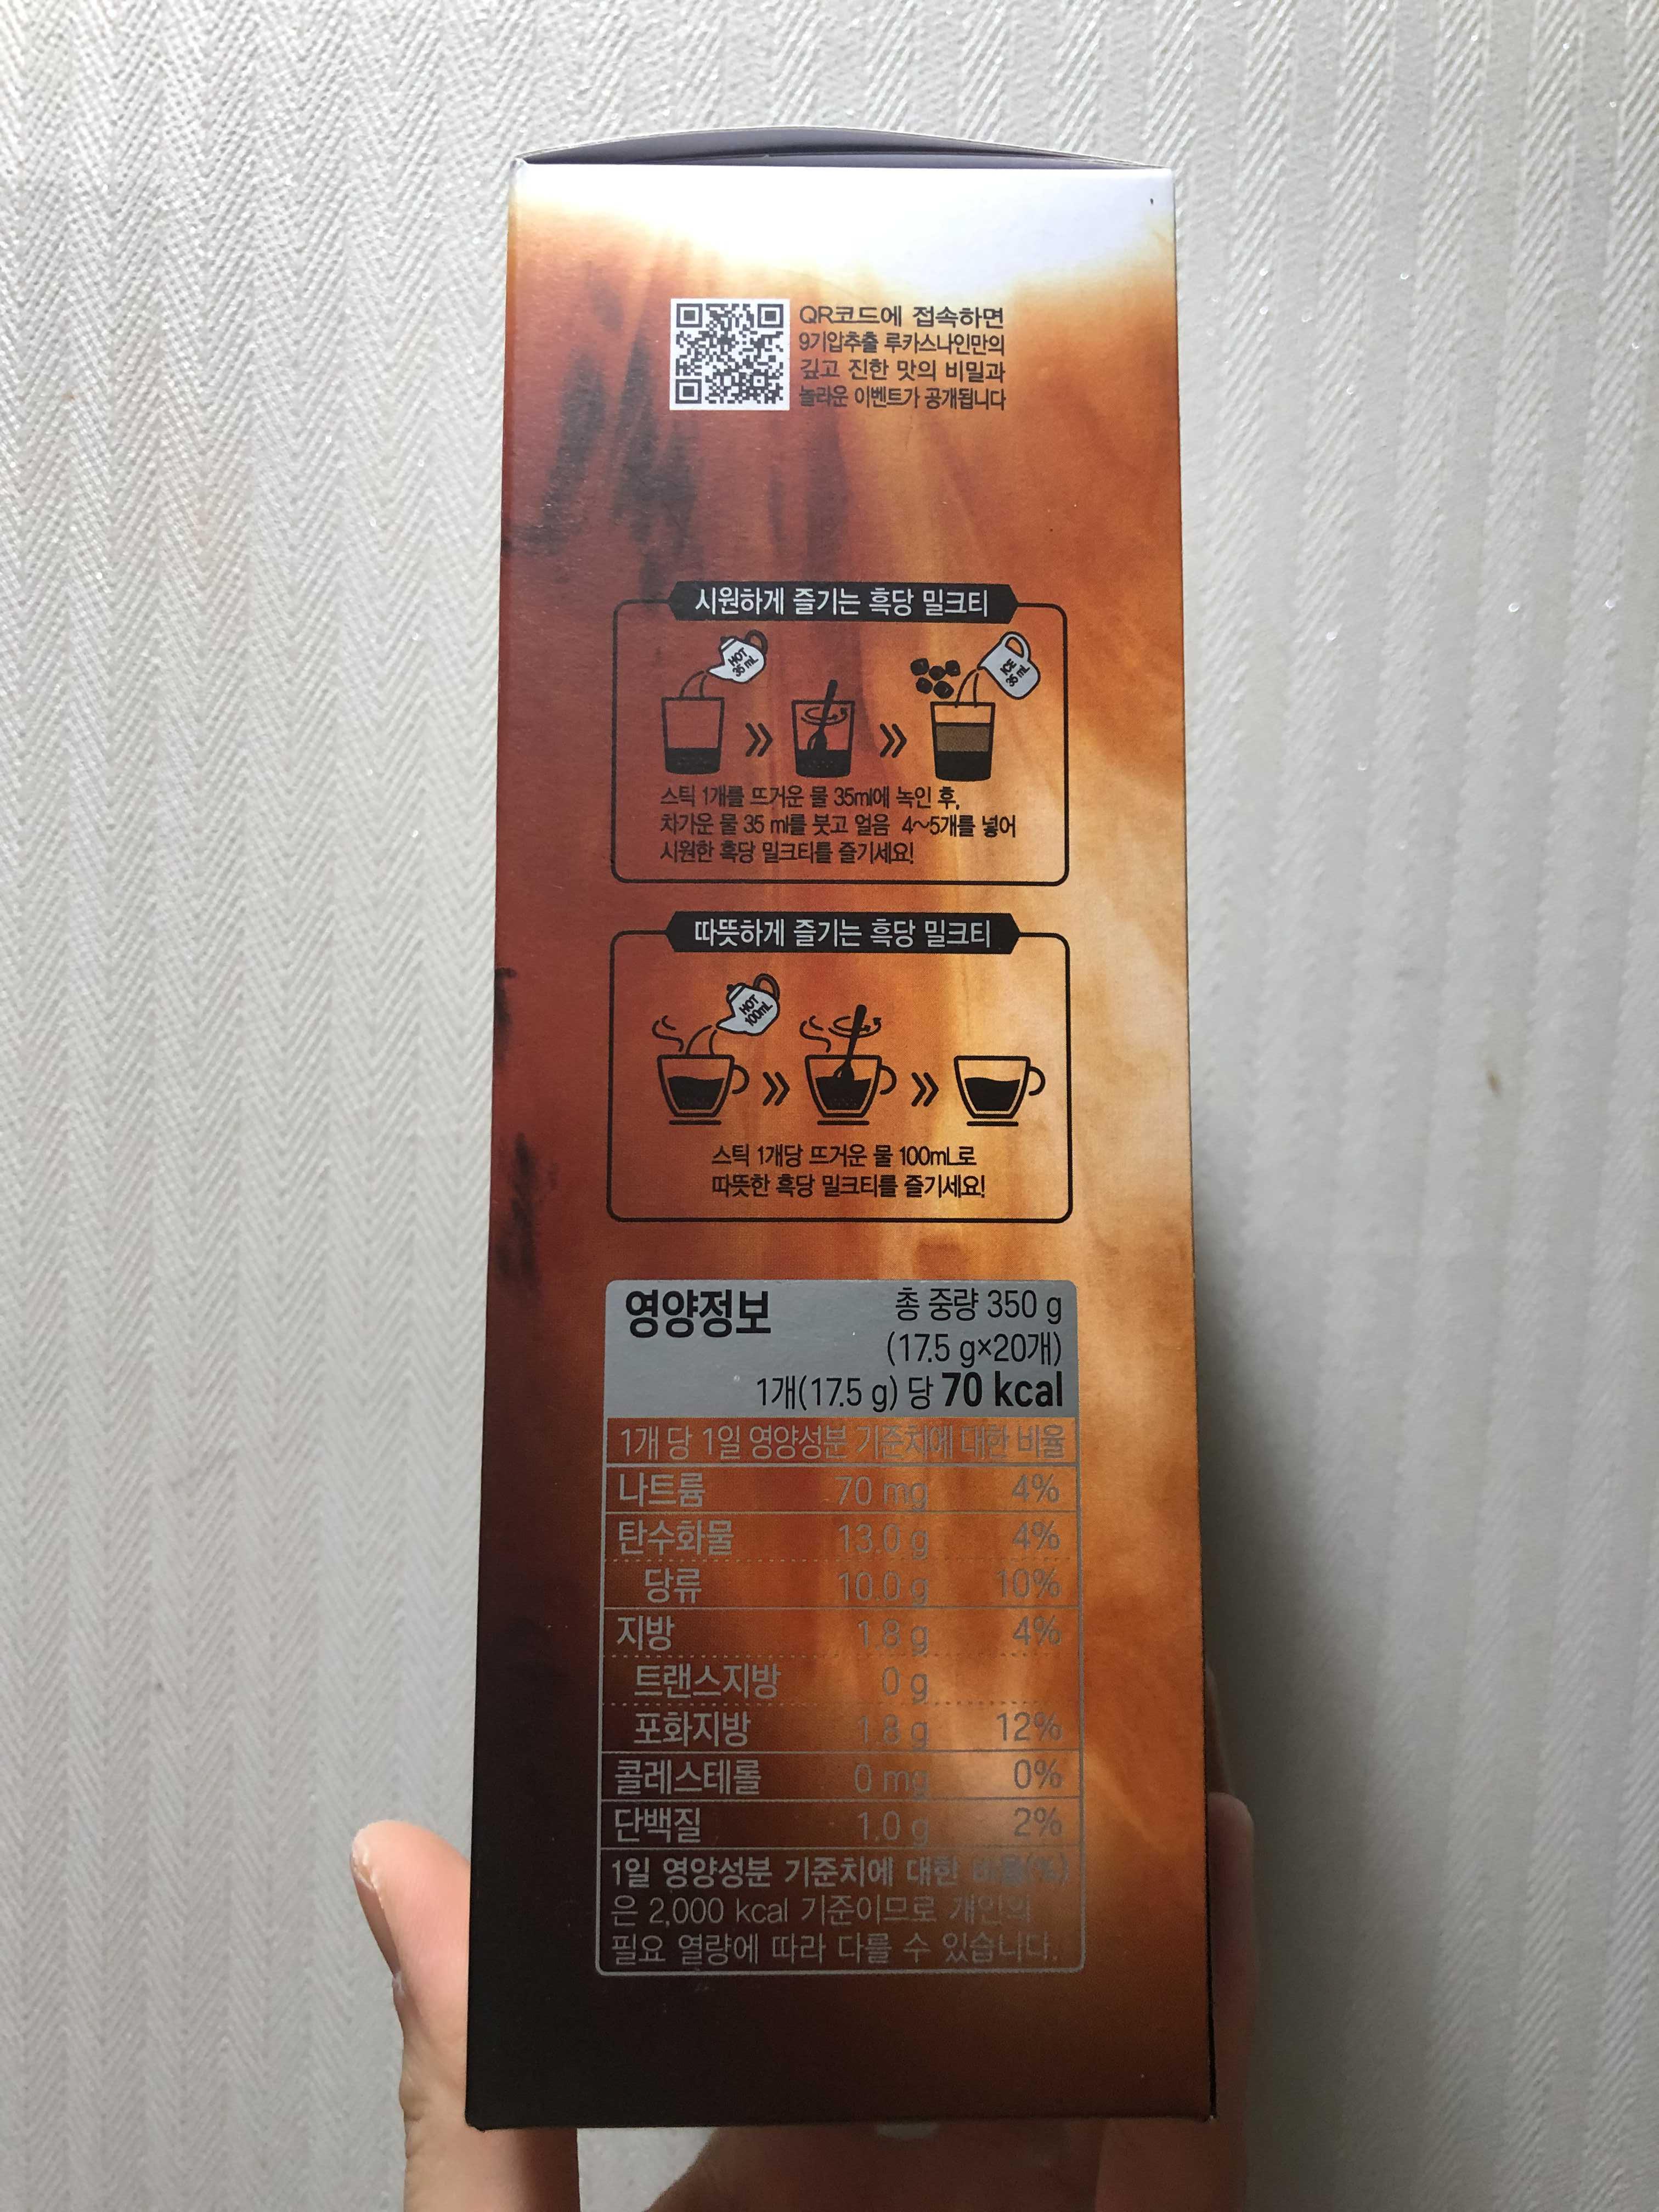 QR코드에 접속하면
9기압추출 루카스나인만의
깊고 진한 맛의 비밀과
놀라운 이벤트가 공개됩니다
시원하게 즐기는 흑당 밀크티
HOT
35 mL
ICE
35 mL
스틱 1개를 뜨거운 물 35ml에 녹인 후,
차가운 물 35 ml를 붓고 얼음 4~5개를 넣어
시원한 흑당 밀크티를 즐기세요!
따뜻하게 즐기는 흑당 밀크티
HOT
100mL
스틱 1개당 뜨거운 물 100mL로
따뜻한 흑당 밀크티를 즐기세요!
영양정보 총 중량 350 g
(17.5 g×20개)
1개(17.5 g) 당 70 kcal
1개 당 1일 영양성분 기준치에 대한 비율
나트륨 70 mg 4%
탄수화물 13.0 g 4%
당류 10.0 g 10%
지방 1.8 g 4%
트랜스지방 0 g
포화지방 1.8 g 12%
콜레스테롤 0 mg 0%
단백질 1.0 g 2%
1일 영양성분 기준치에 대한 비율(%)
은 2,000 kcal 기준이므로 개인의
필요 열량에 따라 다를 수 있습니다.